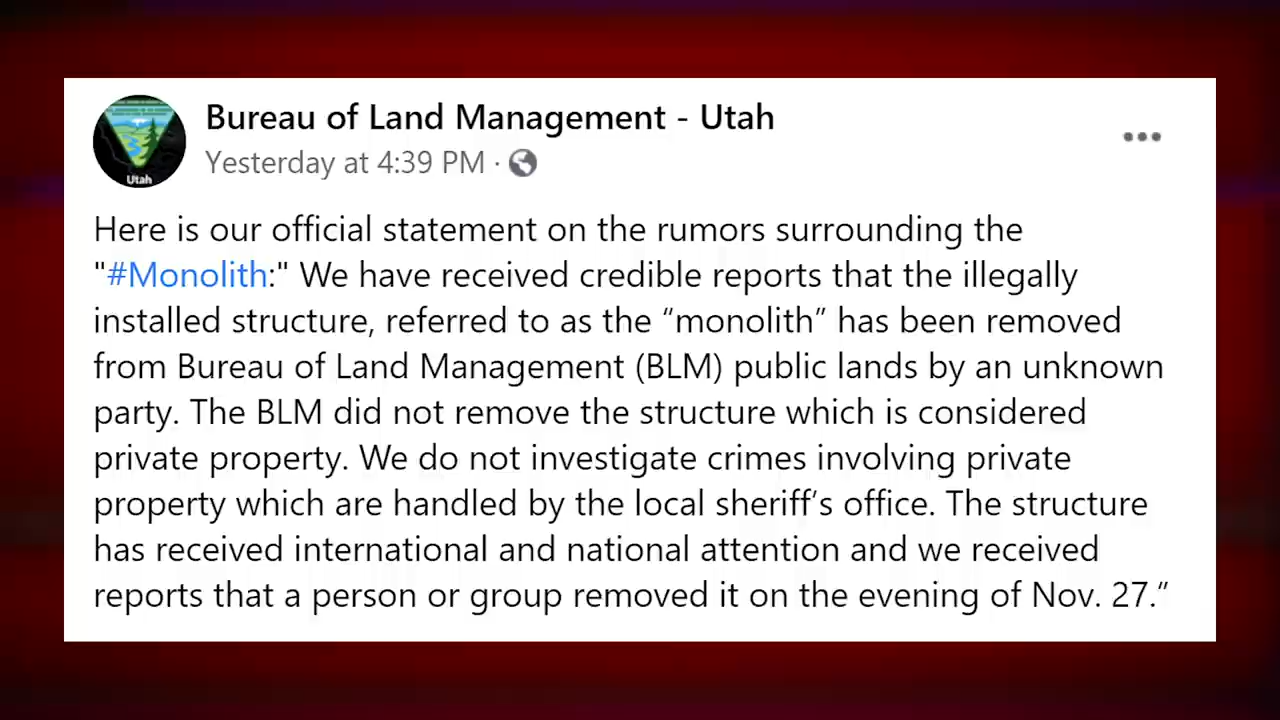 Utah
Bureau of Land Management - Utah
Yesterday at 4:39 PM ·
Here is our official statement on the rumors surrounding the
"#Monolith:" We have received credible reports that the illegally
installed structure, referred to as the “monolith” has been removed
from Bureau of Land Management (BLM) public lands by an unknown
party. The BLM did not remove the structure which is considered
private property. We do not investigate crimes involving private
property which are handled by the local sheriff’s office. The structure
has received international and national attention and we received
reports that a person or group removed it on the evening of Nov. 27.”